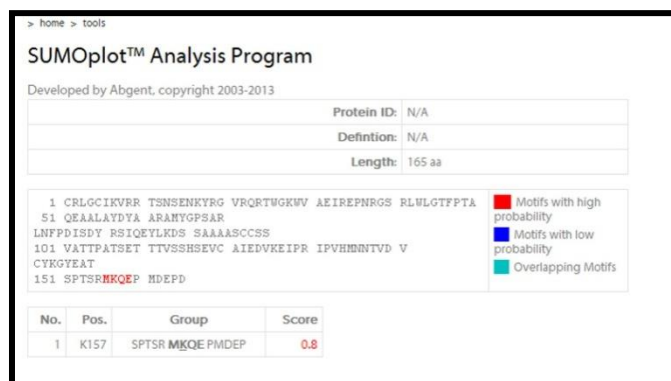 > home > tools
SUMOplot™ Analysis Program
Developed by Abgent, copyright 2003-2013
Protein ID: N/A
Defintion: N/A
Length: 165 aa
1 CRLGCIKVRR TSNSENKYRG VRQRTWGKWV AEIREPNRGS RLWLGTFPTA
51 QEAALAYDYA ARAMYGPSAR
LNFPDISDY RSIQEYLKDS SAAAASCCSS
101 VATTPATSET TTVSSHSEVC AIEDVKEIPR IPVHMNNTVD V
CYKGYEAT
151 SPTSRMKQEP MDEPD
Motifs with high
probability
Motifs with low
probability
Overlapping Motifs
No. Pos. Group Score
1 K157 SPTSR MKQE PMDEP 0.8